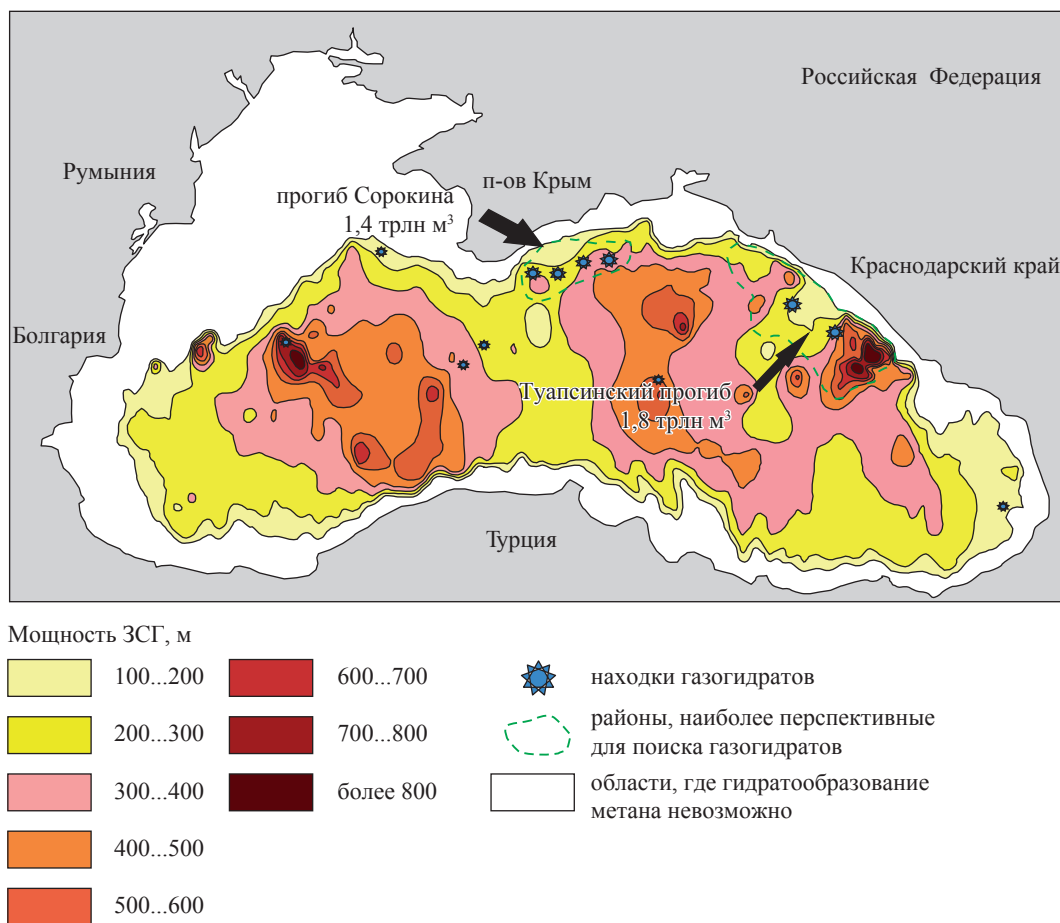 Российская Федерация
Румыния
п-ов Крым
прогиб Сорокина
1,4 трлн м³
Краснодарский край
Болгария
Туапсинский прогиб
1,8 трлн м³
Турция
Мощность ЗСГ, м
100...200
200...300
300...400
400...500
500...600
600...700
700...800
более 800
находки газогидратов
районы, наиболее перспективные
для поиска газогидратов
области, где гидратообразование
метана невозможно